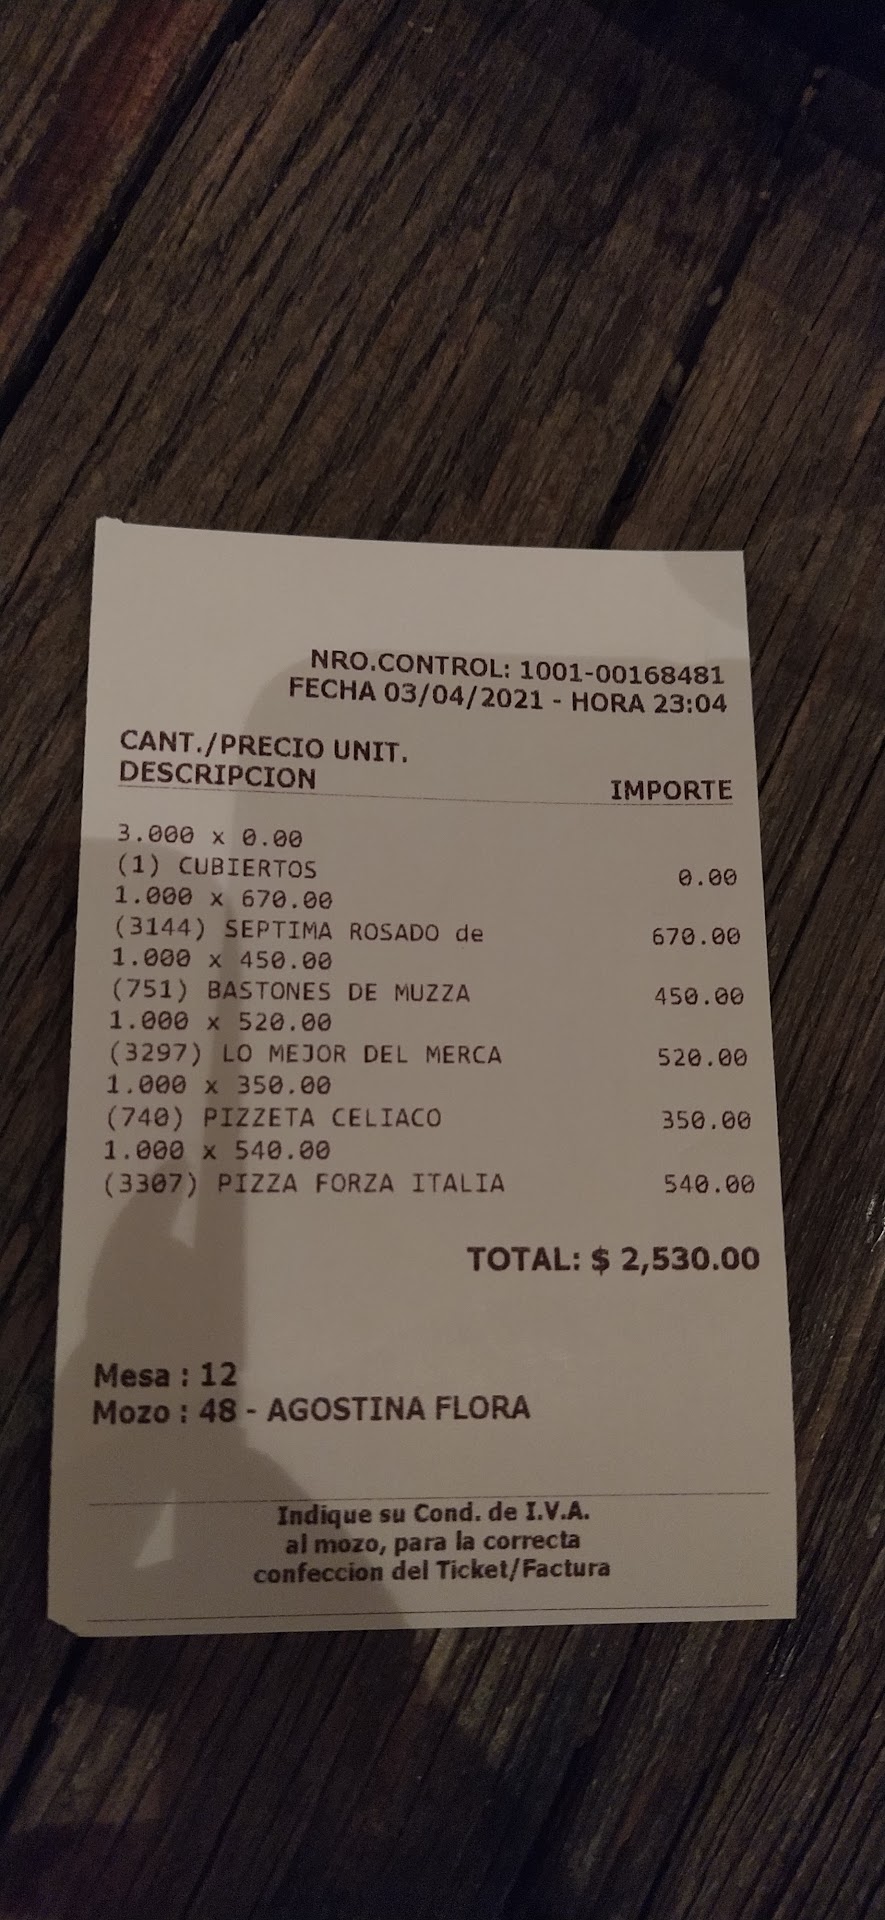 NRO.CONTROL: 1001-00168481
FECHA 03/04/2021 - HORA 23:04
CANT./PRECIO UNIT.
DESCRIPCION IMPORTE
3.000 x 0.00
(1) CUBIERTOS 0.00
1.000 x 670.00
(3144) SEPTIMA ROSADO de 670.00
1.000 x 450.00
(751) BASTONES DE MUZZA 450.00
1.000 x 520.00
(3297) LO MEJOR DEL MERCA 520.00
1.000 x 350.00
(740) PIZZETA CELIACO 350.00
1.000 x 540.00
(3307) PIZZA FORZA ITALIA 540.00
TOTAL: $ 2,530.00
Mesa : 12
Mozo : 48 - AGOSTINA FLORA
Indique su Cond. de I.V.A.
al mozo, para la correcta
confeccion del Ticket/Factura